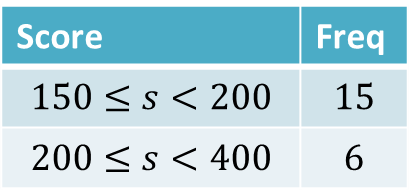 Score Freq
150 ≤ s < 200 15
200 ≤ s < 400 6